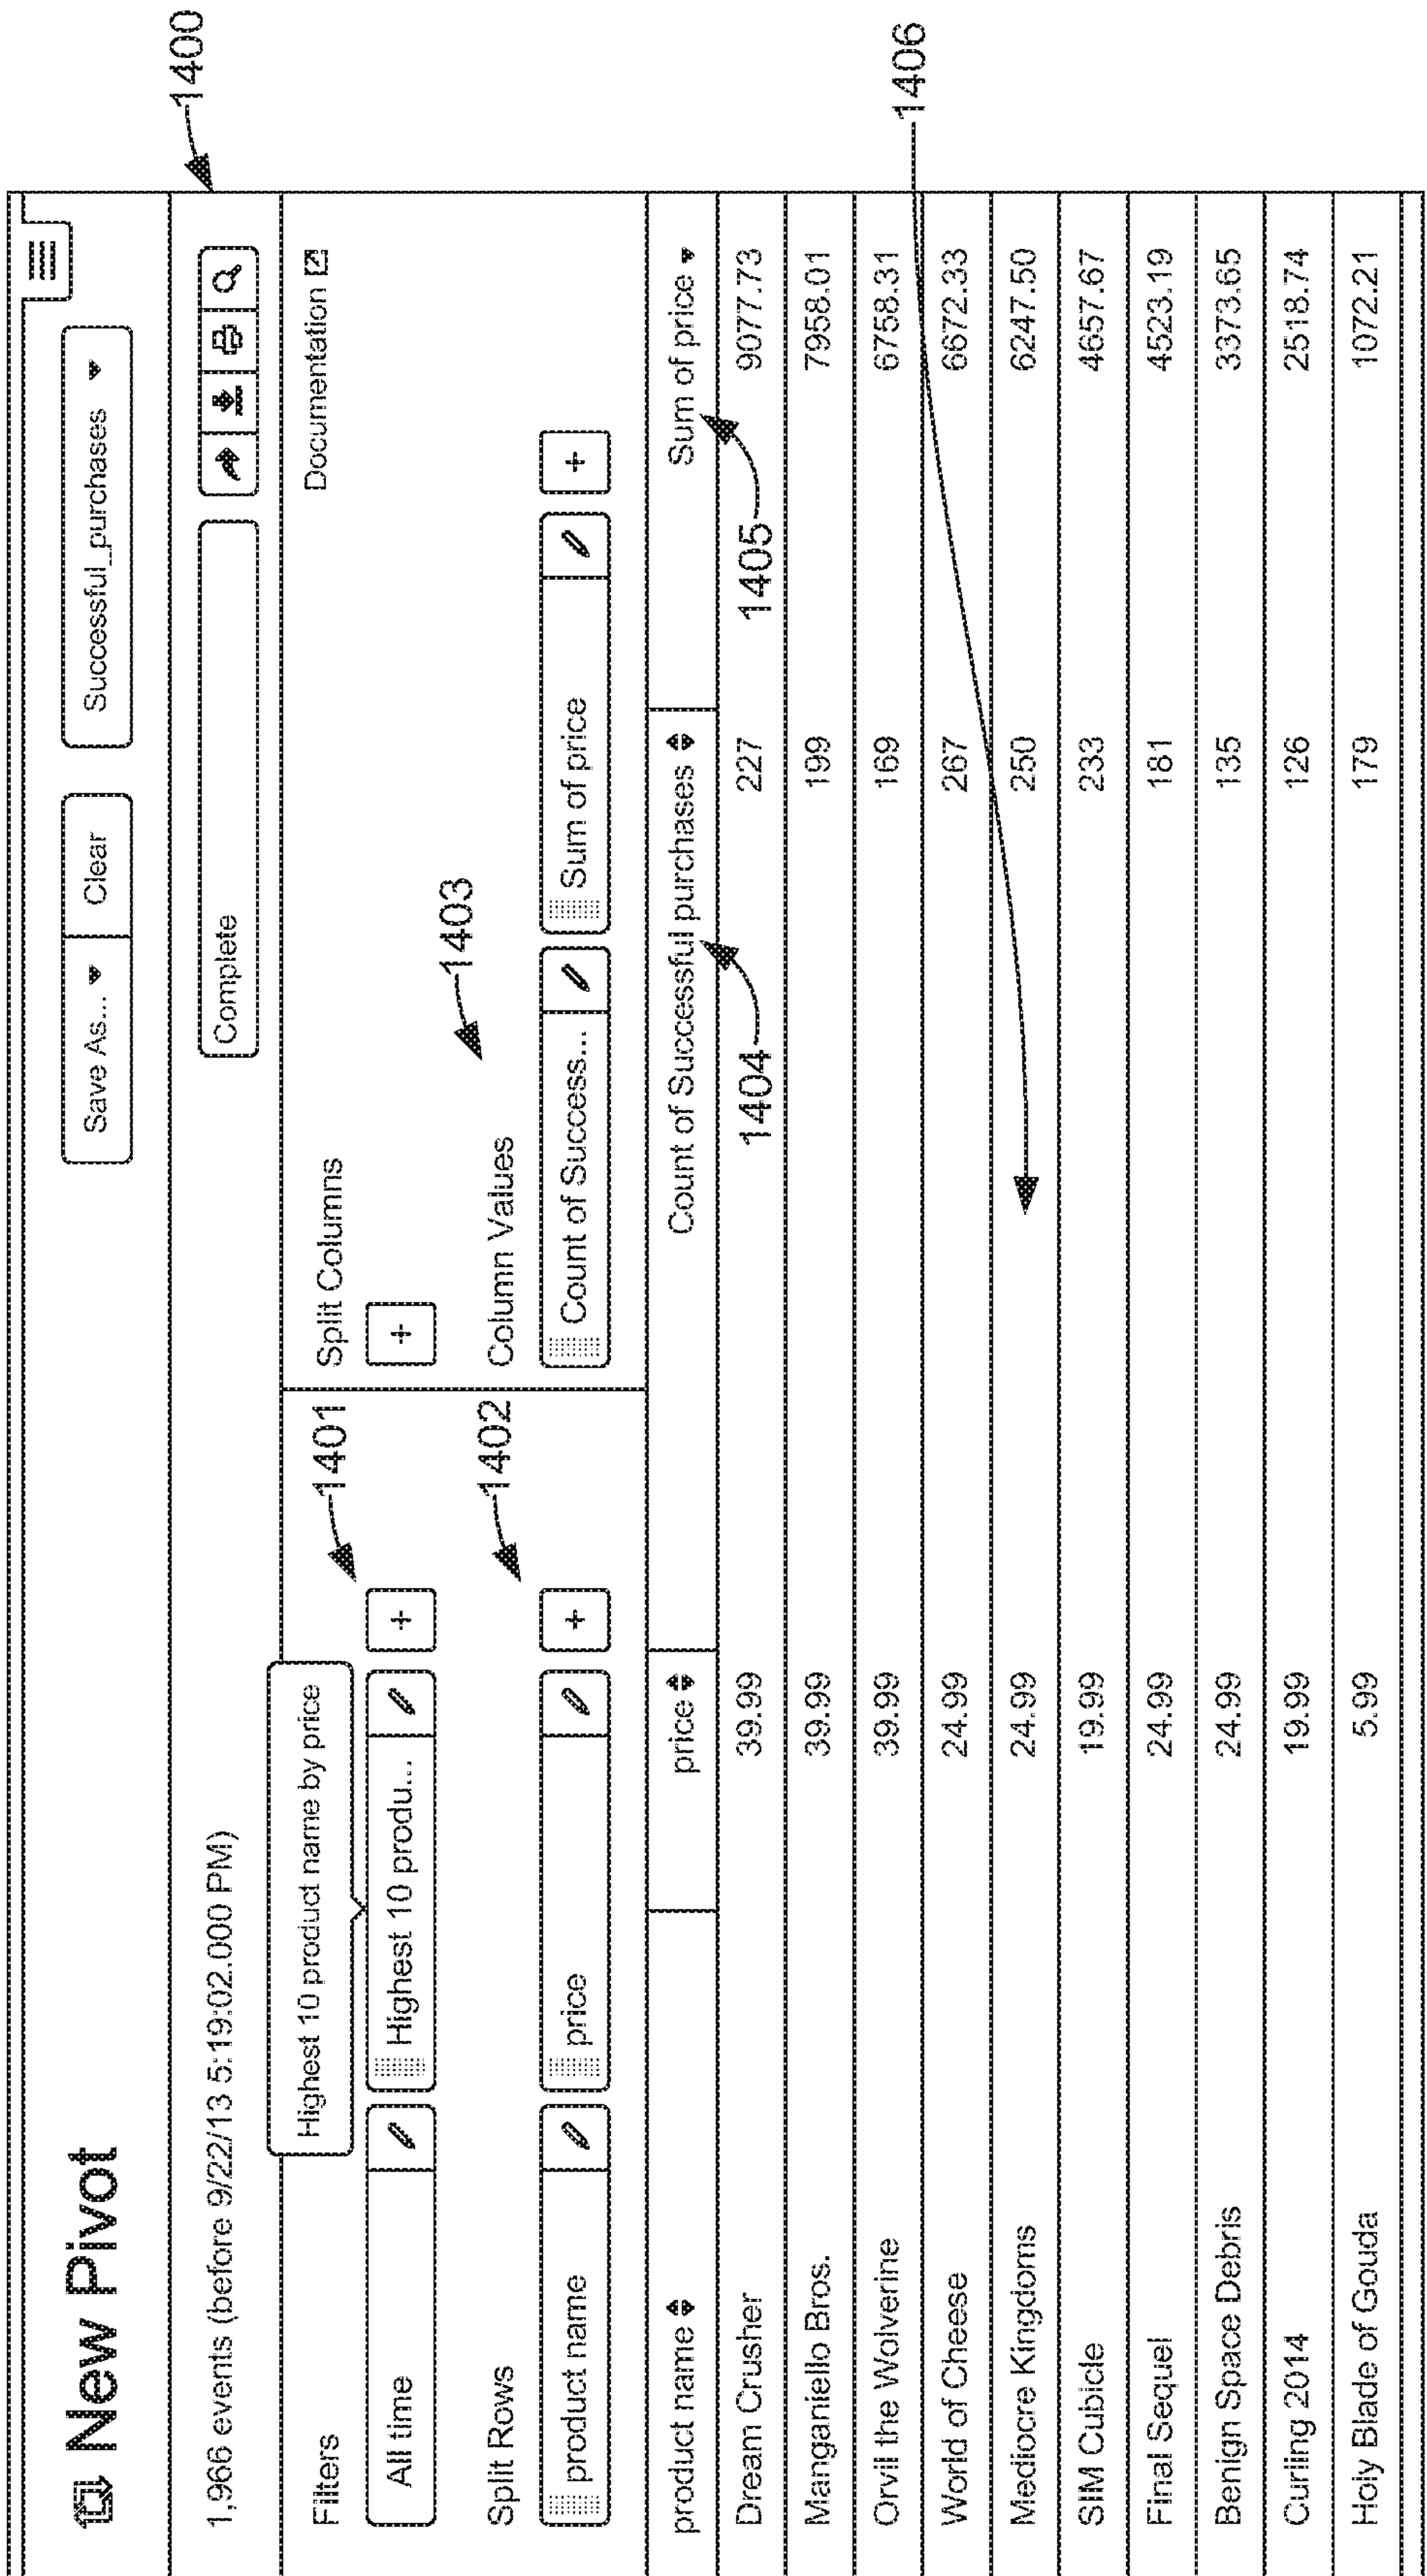 New Pivot
Save As... Clear Successful_purchases
1400
1,966 events (before 9/22/13 5:19:02.000 PM) Complete
Highest 10 product name by price
Filters 1401 Split Columns Documentation
All time Highest 10 produ... + +
Split Rows 1402 Column Values 1403
product name price + Count of Success... Sum of price +
product name price Count of Successful purchases Sum of price
Dream Crusher 39.99 1404 227 1405 9077.73
Manganiello Bros. 39.99 199 7958.01
Orvil the Wolverine 39.99 169 6758.31
1406
World of Cheese 24.99 267 6672.33
Mediocre Kingdoms 24.99 250 6247.50
SIM Cubicle 19.99 233 4657.67
Final Sequel 24.99 181 4523.19
Benign Space Debris 24.99 135 3373.65
Curling 2014 19.99 126 2518.74
Holy Blade of Gouda 5.99 179 1072.21